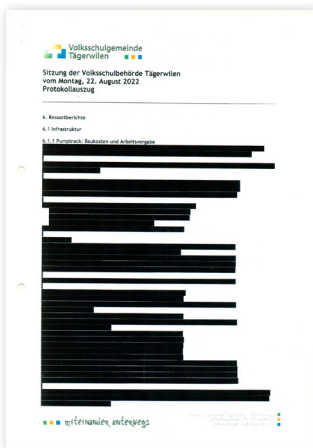 Volksschulgemeinde
Tägerwilen
Sitzung der Volksschulbehörde Tägerwilen
vom Montag, 22. August 2022
Protokollauszug
6. Ressortberichte
6.1 Infrastruktur
6.1.1 Pumptrack: Baukosten und Arbeitsvergabe
miteinander unterwegs